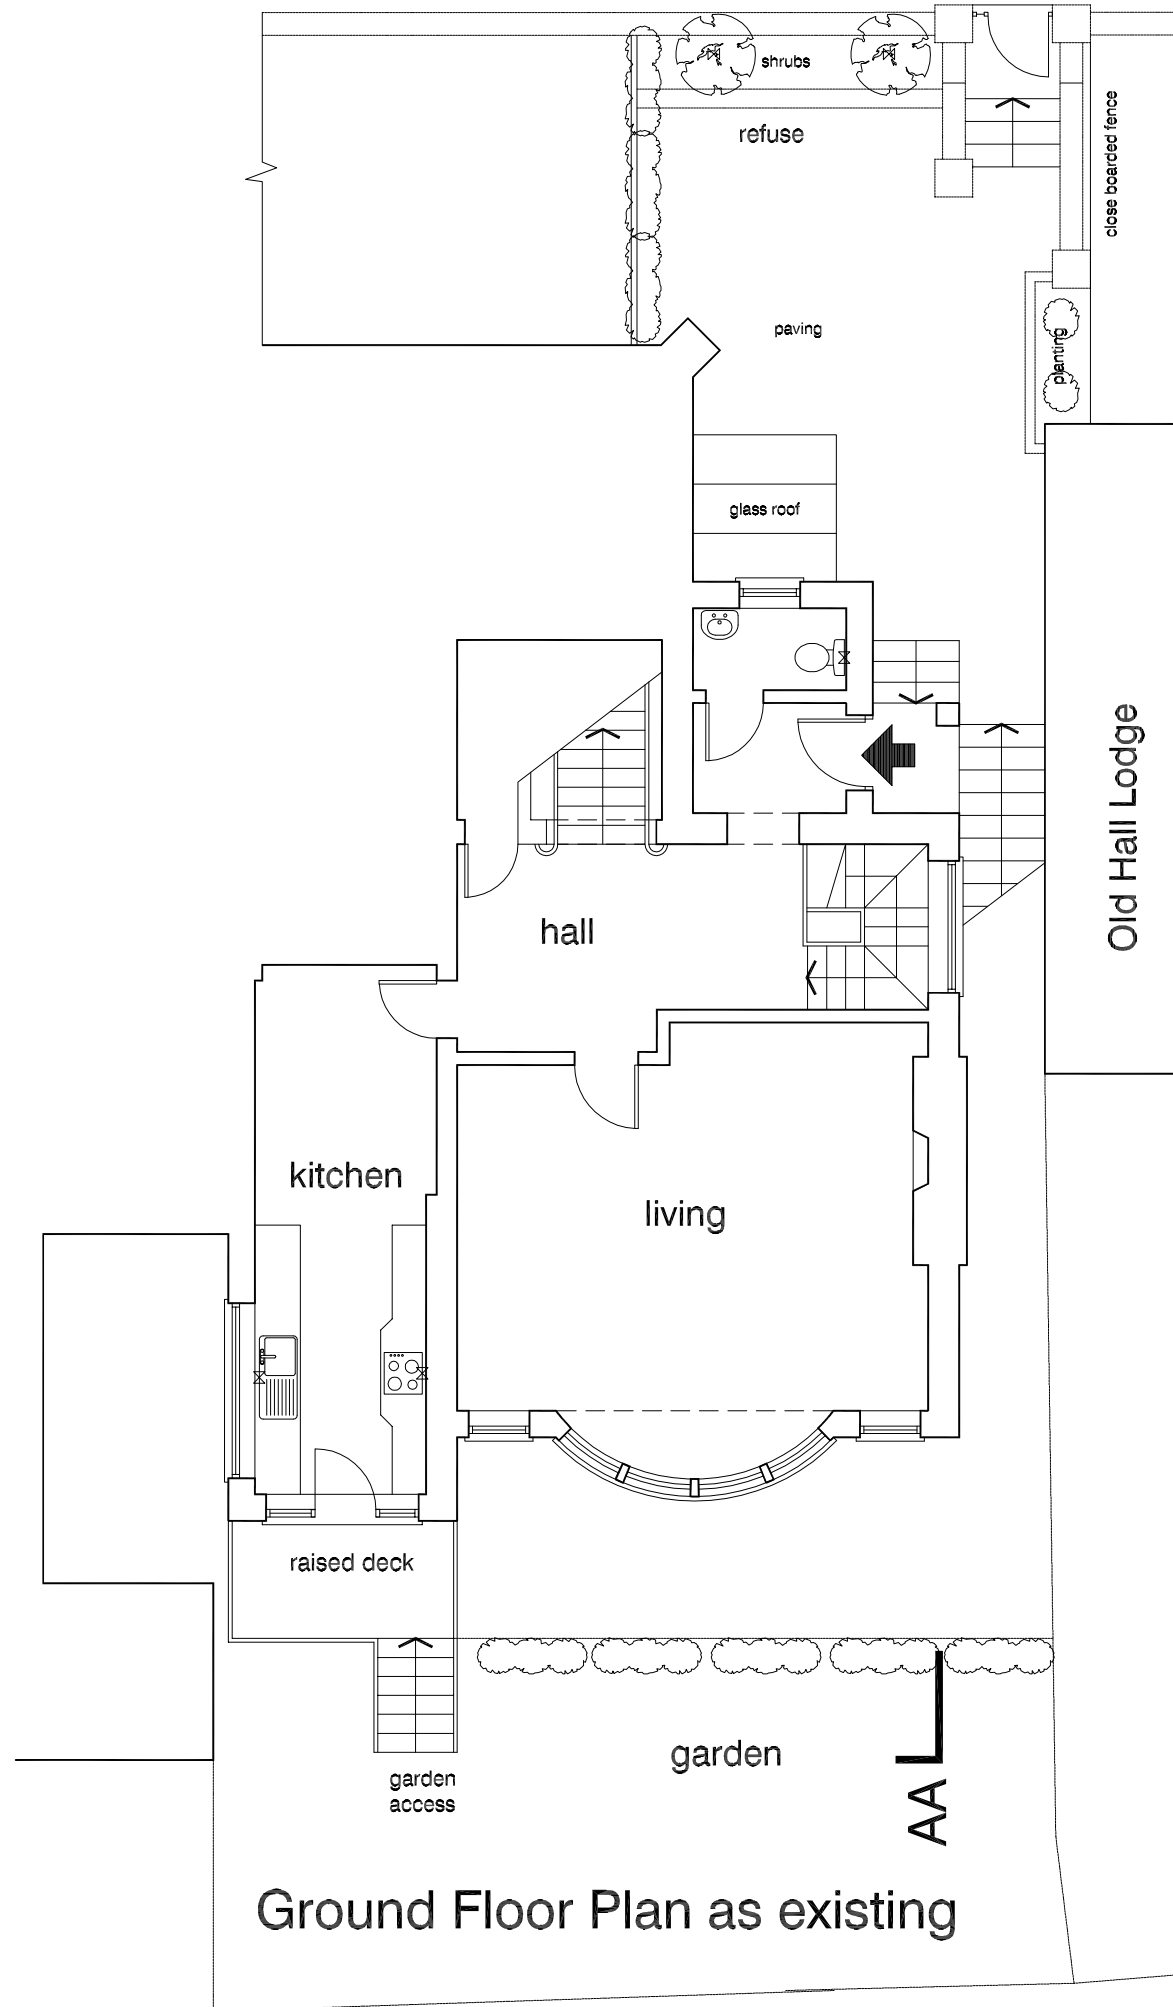 shrubs
refuse
close boarded fence
paving
planting
glass roof
Old Hall Lodge
hall
kitchen
living
raised deck
garden
garden
access
AA
Ground Floor Plan as existing